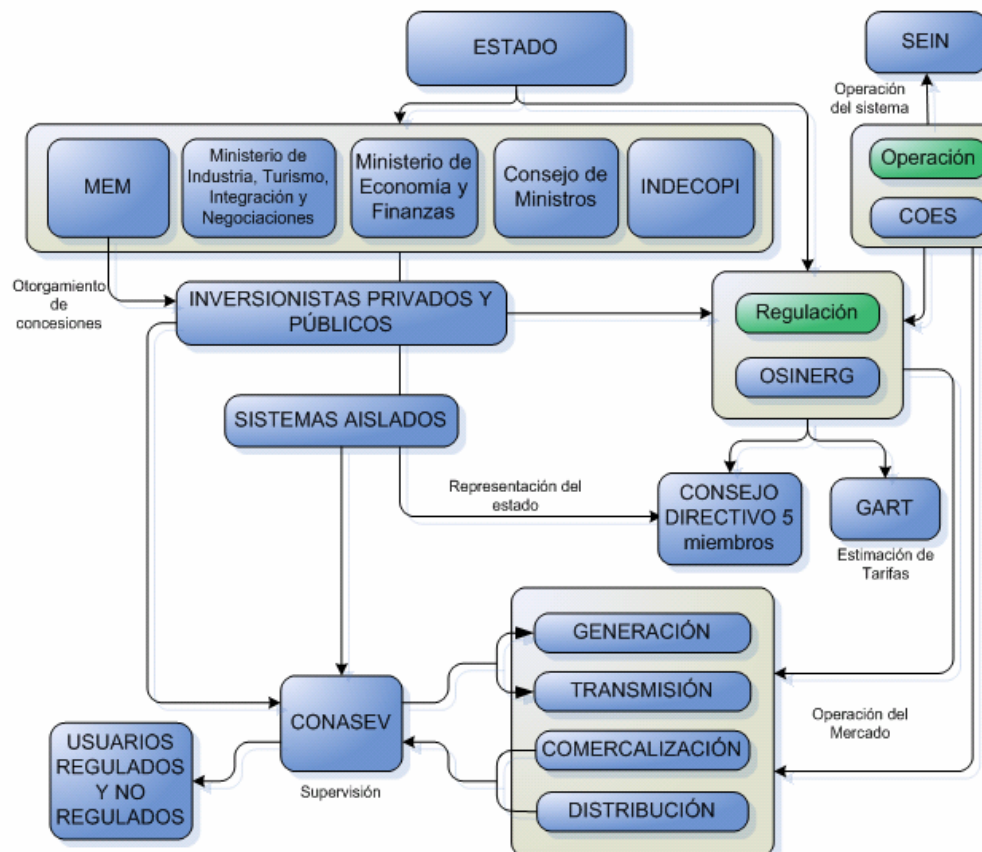 ESTADO
SEIN
Operación
del sistema
MEM
Ministerio de
Industria, Turismo,
Integración y
Negociaciones
Ministerio de
Economía y
Finanzas
Consejo de
Ministros
INDECOPI
Operación
COES
Otorgamiento
de
concesiones
INVERSIONISTAS PRIVADOS Y
PÚBLICOS
Regulación
OSINERG
SISTEMAS AISLADOS
Representación del
estado
CONSEJO
DIRECTIVO 5
miembros
GART
Estimación de
Tarifas
GENERACIÓN
TRANSMISIÓN
COMERCALIZACIÓN
DISTRIBUCIÓN
Operación del
Mercado
CONASEV
Supervisión
USUARIOS
REGULADOS
Y NO
REGULADOS